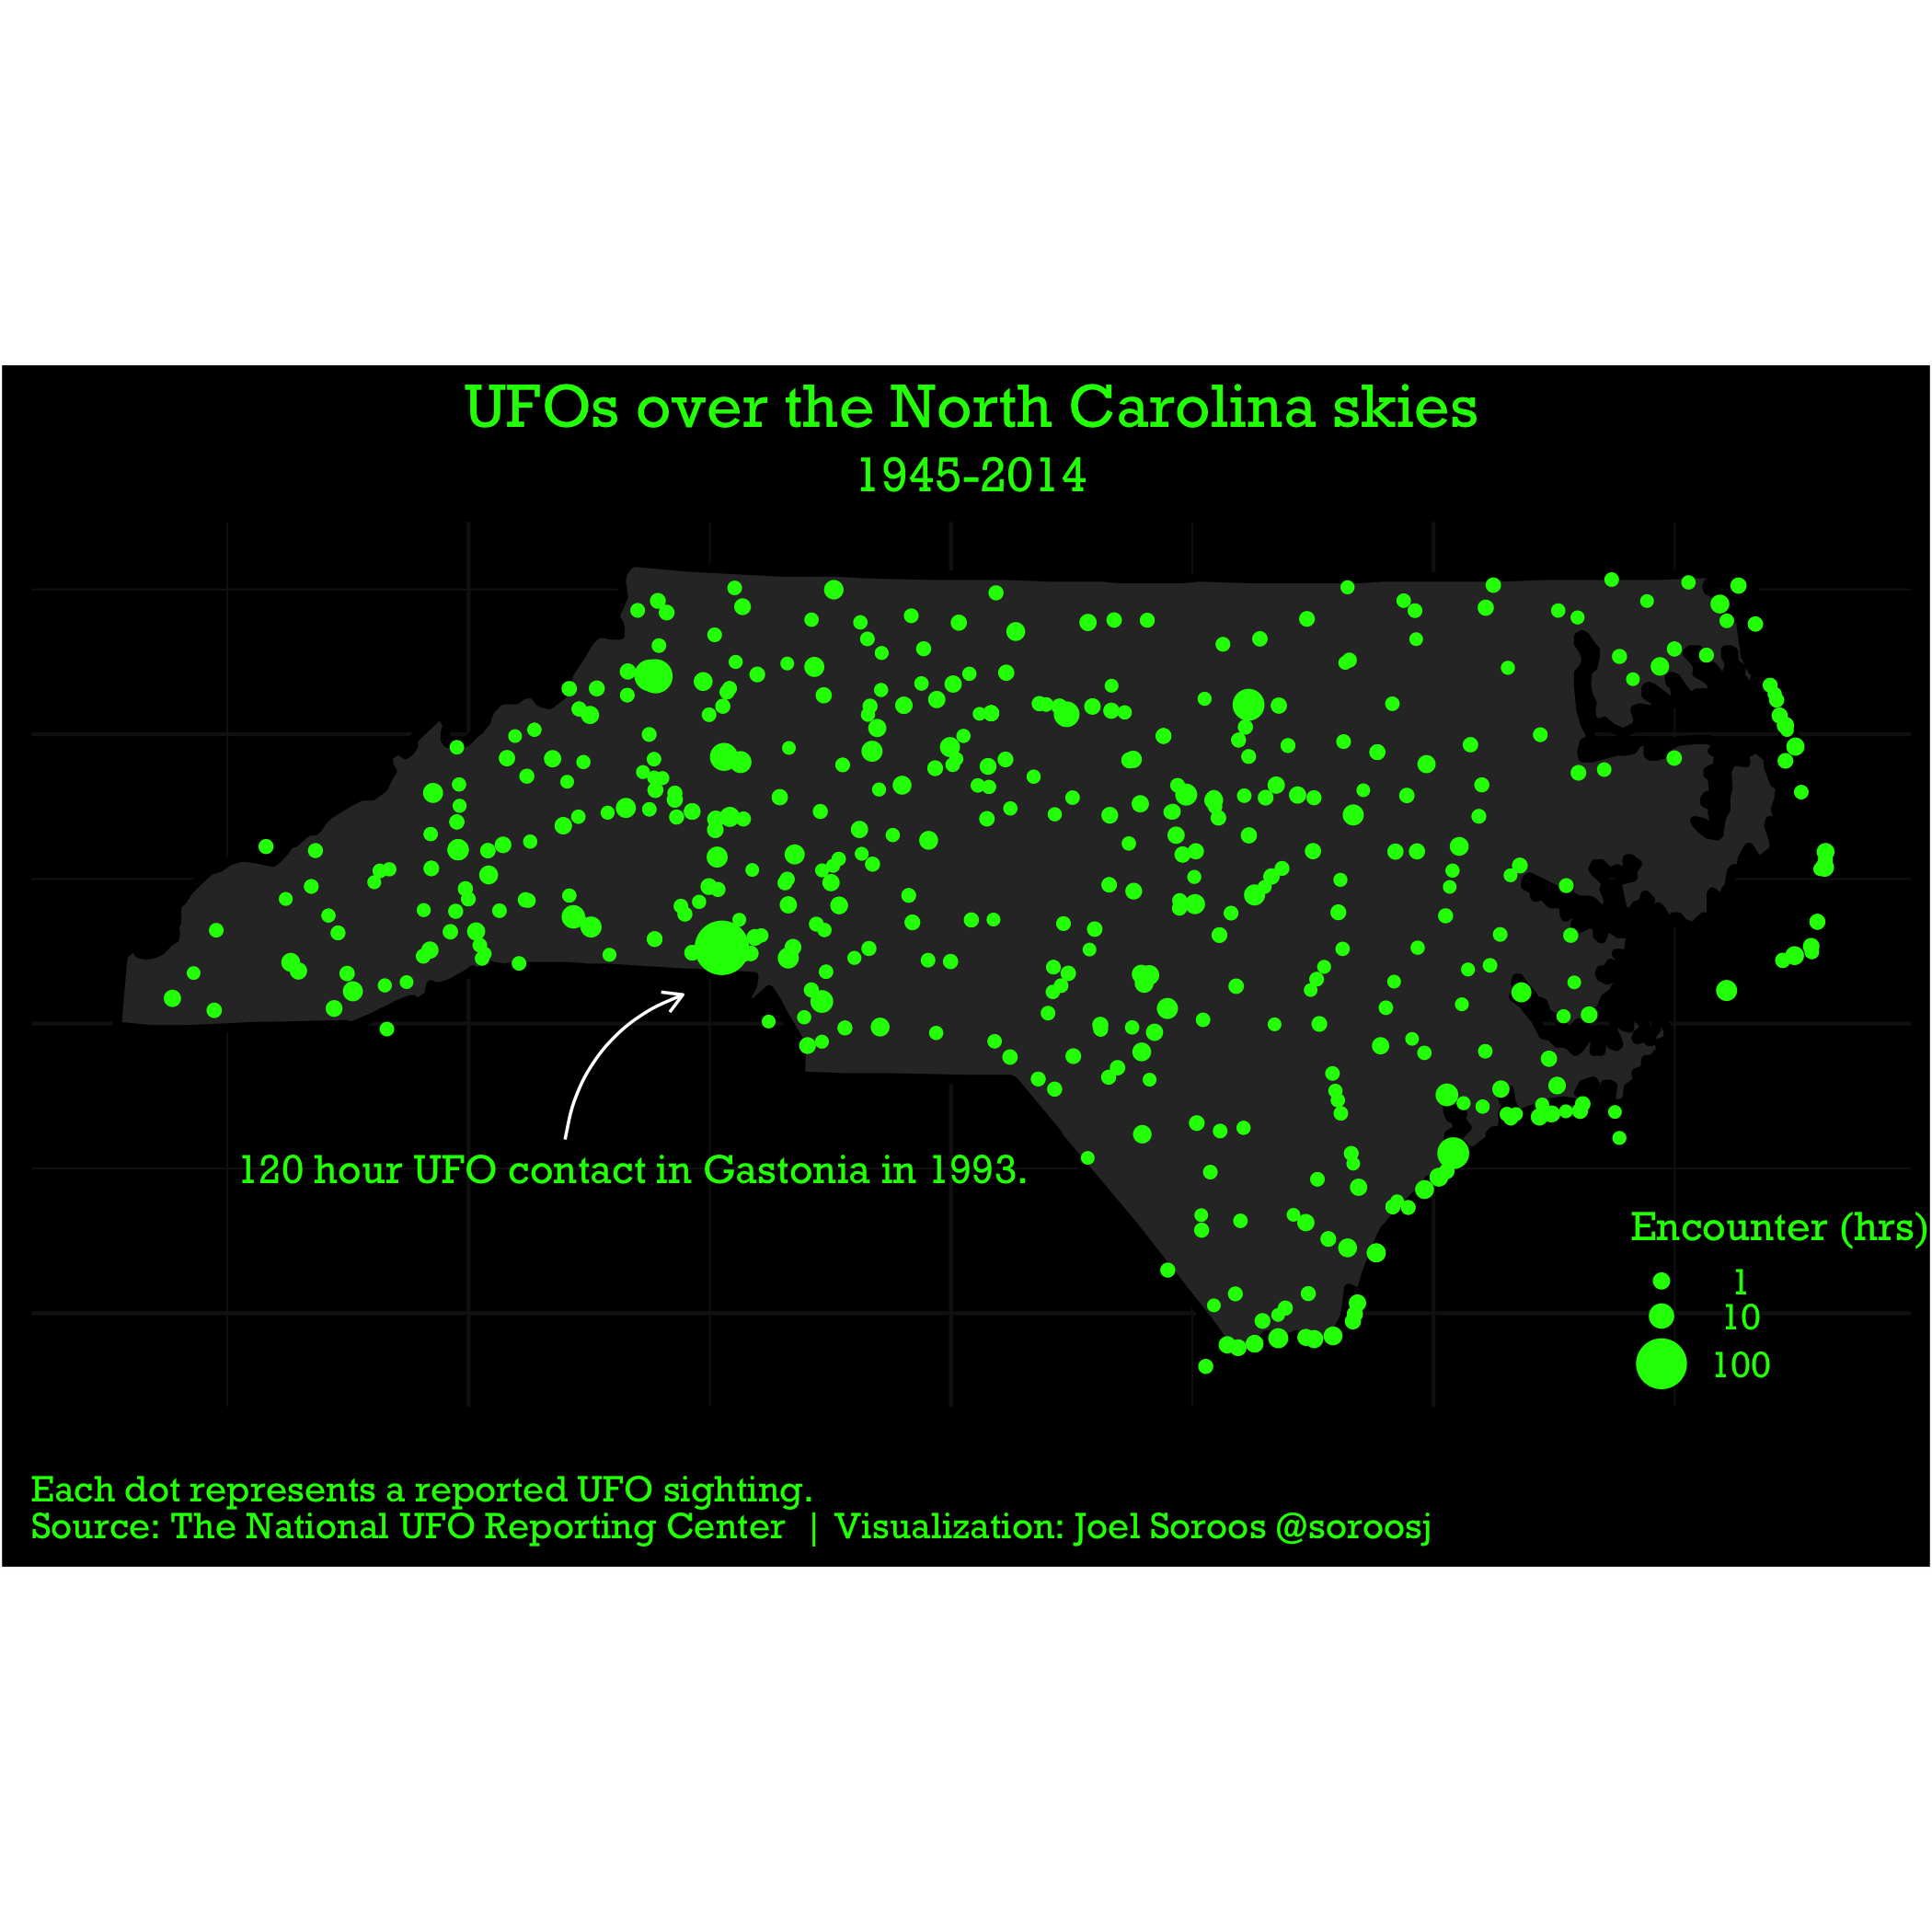 UFOs over the North Carolina skies
1945-2014
120 hour UFO contact in Gastonia in 1993.
Encounter (hrs)
1
10
100
Each dot represents a reported UFO sighting.
Source: The National UFO Reporting Center | Visualization: Joel Soroos @soroosj